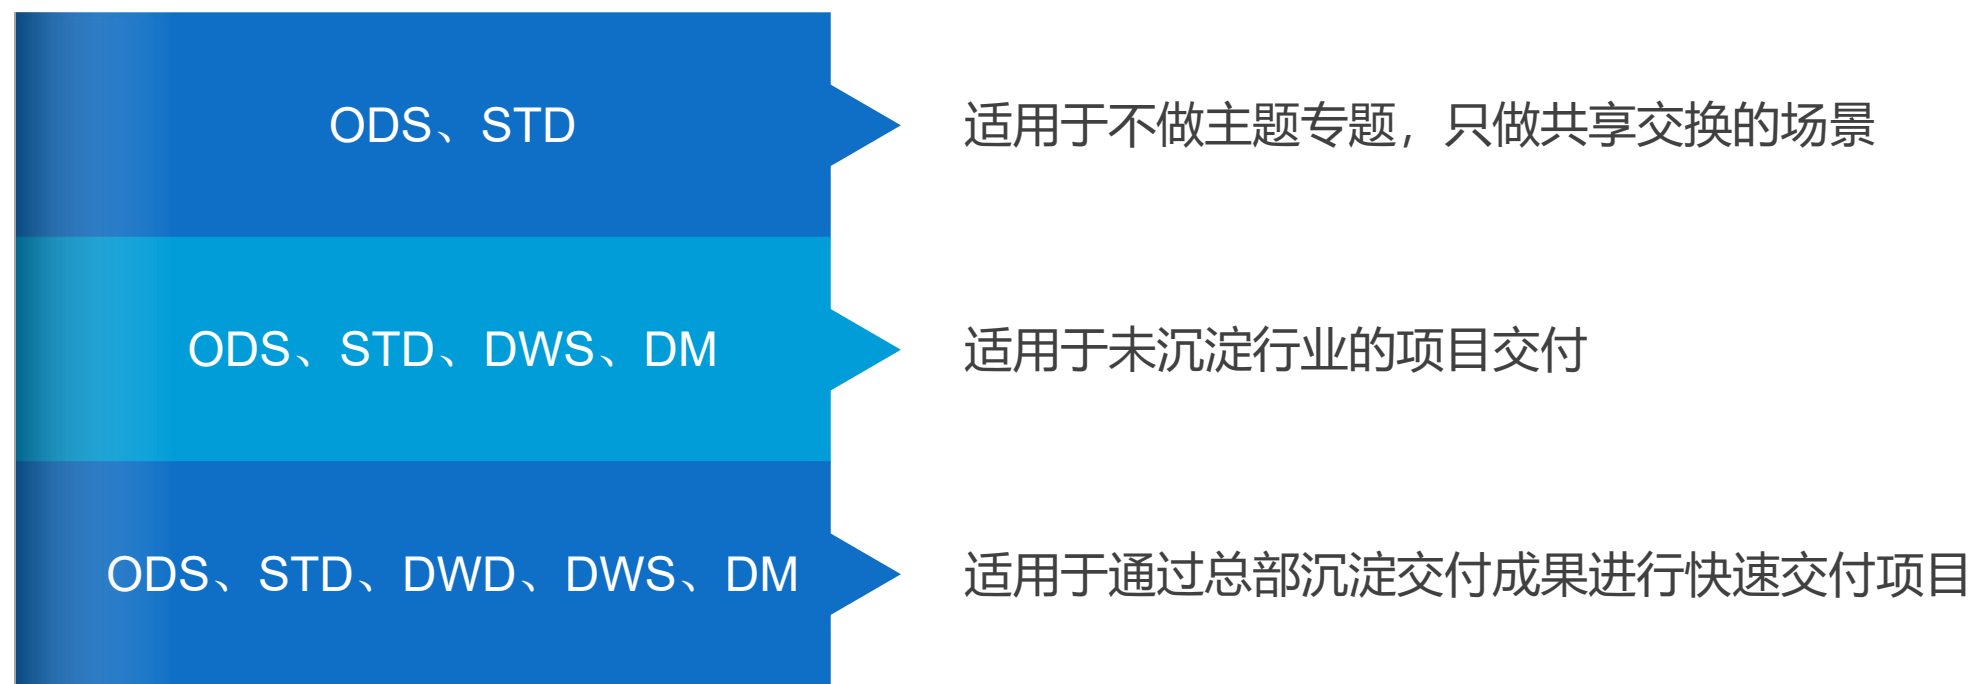 ODS、STD
适用于不做主题专题，只做共享交换的场景
ODS、STD、DWS、DM
适用于未沉淀行业的项目交付
ODS、STD、DWD、DWS、DM
适用于通过总部沉淀交付成果进行快速交付项目